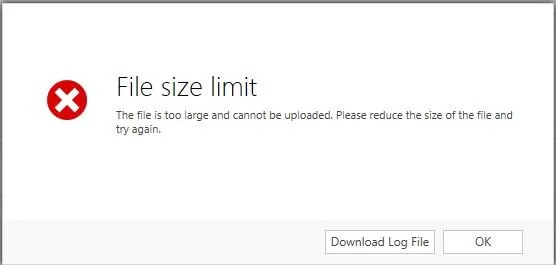 File size limit
The file is too large and cannot be uploaded. Please reduce the size of the file and
try again.
Download Log File
OK